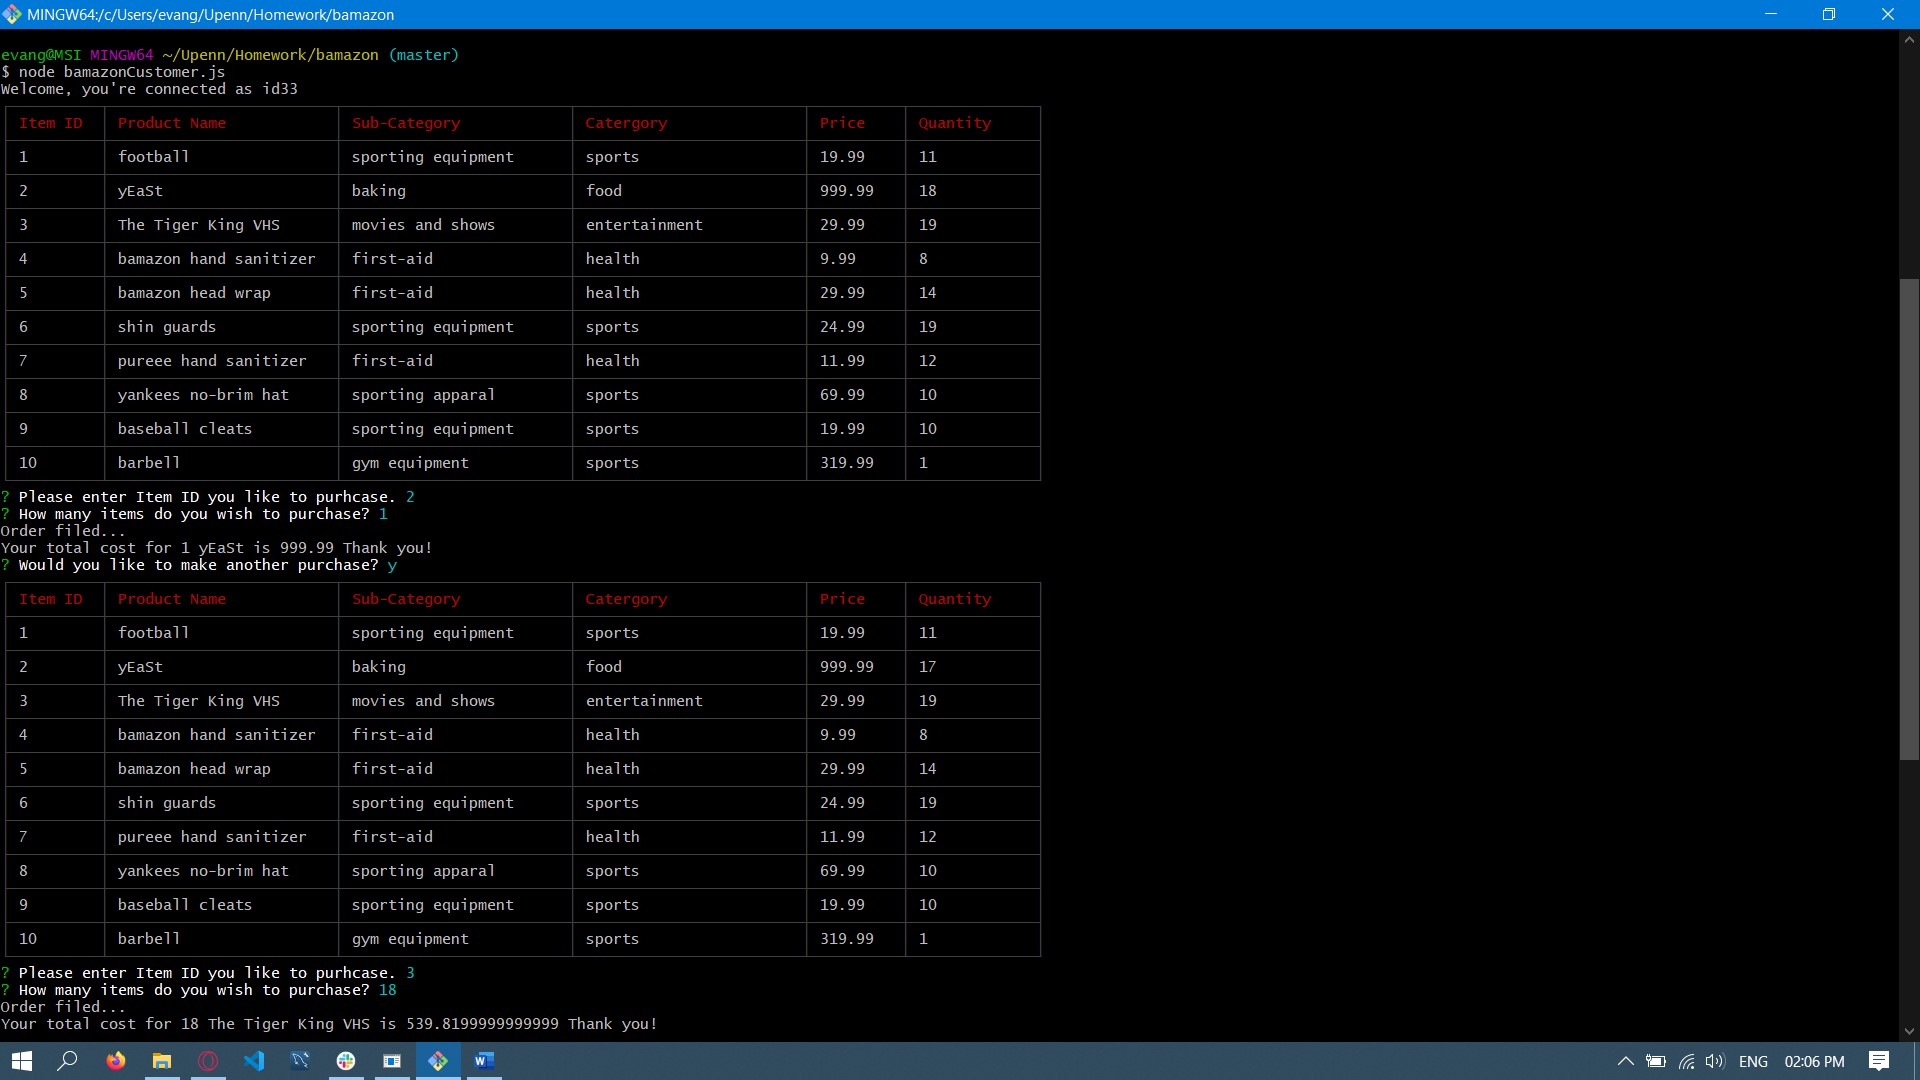 MINGW64:/c/Users/evang/Upenn/Homework/bamazon
evang@MSI MINGW64 ~/Upenn/Homework/bamazon (master)
$ node bamazonCustomer.js
Welcome, you're connected as id33
Item ID Product Name Sub-Category Catergory Price Quantity
1 football sporting equipment sports 19.99 11
2 yEaSt baking food 999.99 18
3 The Tiger King VHS movies and shows entertainment 29.99 19
4 bamazon hand sanitizer first-aid health 9.99 8
5 bamazon head wrap first-aid health 29.99 14
6 shin guards sporting equipment sports 24.99 19
7 pureee hand sanitizer first-aid health 11.99 12
8 yankees no-brim hat sporting apparal sports 69.99 10
9 baseball cleats sporting equipment sports 19.99 10
10 barbell gym equipment sports 319.99 1
? Please enter Item ID you like to purhcase. 2
? How many items do you wish to purchase? 1
Order filed...
Your total cost for 1 yEaSt is 999.99 Thank you!
? Would you like to make another purchase? y
Item ID Product Name Sub-Category Catergory Price Quantity
1 football sporting equipment sports 19.99 11
2 yEaSt baking food 999.99 17
3 The Tiger King VHS movies and shows entertainment 29.99 19
4 bamazon hand sanitizer first-aid health 9.99 8
5 bamazon head wrap first-aid health 29.99 14
6 shin guards sporting equipment sports 24.99 19
7 pureee hand sanitizer first-aid health 11.99 12
8 yankees no-brim hat sporting apparal sports 69.99 10
9 baseball cleats sporting equipment sports 19.99 10
10 barbell gym equipment sports 319.99 1
? Please enter Item ID you like to purhcase. 3
? How many items do you wish to purchase? 18
Order filed...
Your total cost for 18 The Tiger King VHS is 539.8199999999999 Thank you!
ENG 02:06 PM